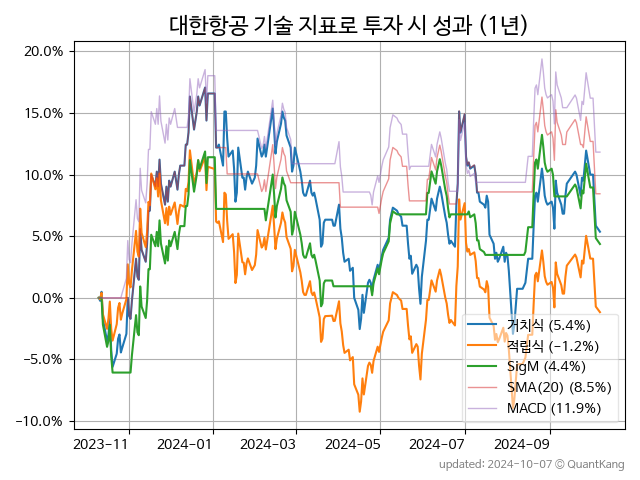 대한항공 기술 지표로 투자 시 성과 (1년)
20.0%
15.0%
10.0%
5.0%
0.0%
−5.0%
−10.0%
거치식 (5.4%)
적립식 (−1.2%)
SigM (4.4%)
SMA(20) (8.5%)
MACD (11.9%)
2023-11 2024-01 2024-03 2024-05 2024-07 2024-09
updated: 2024-10-07 © QuantKang